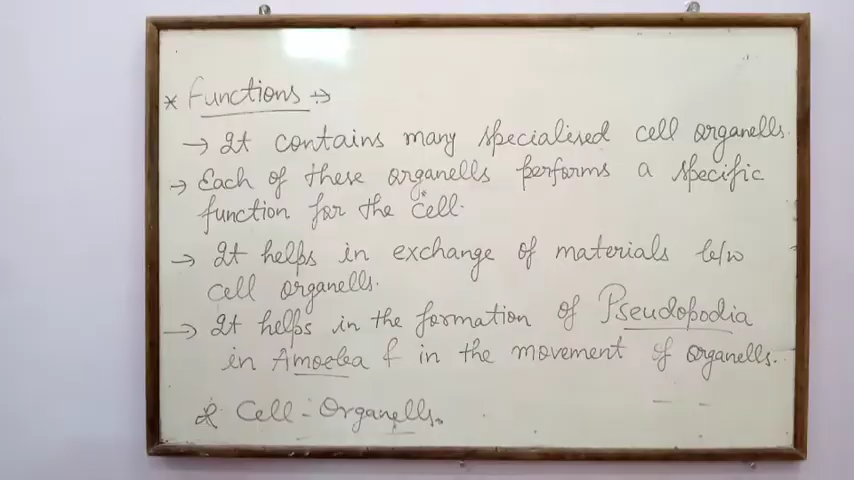 * Functions →
→ It contains many specialised cell organells.
→ Each of these organells performs a specific
function for the cell.
→ It helps in exchange of materials b/w
cell organells.
→ It helps in the formation of Pseudopodia
in Amoeba & in the movement of organells.
* Cell - Organells.